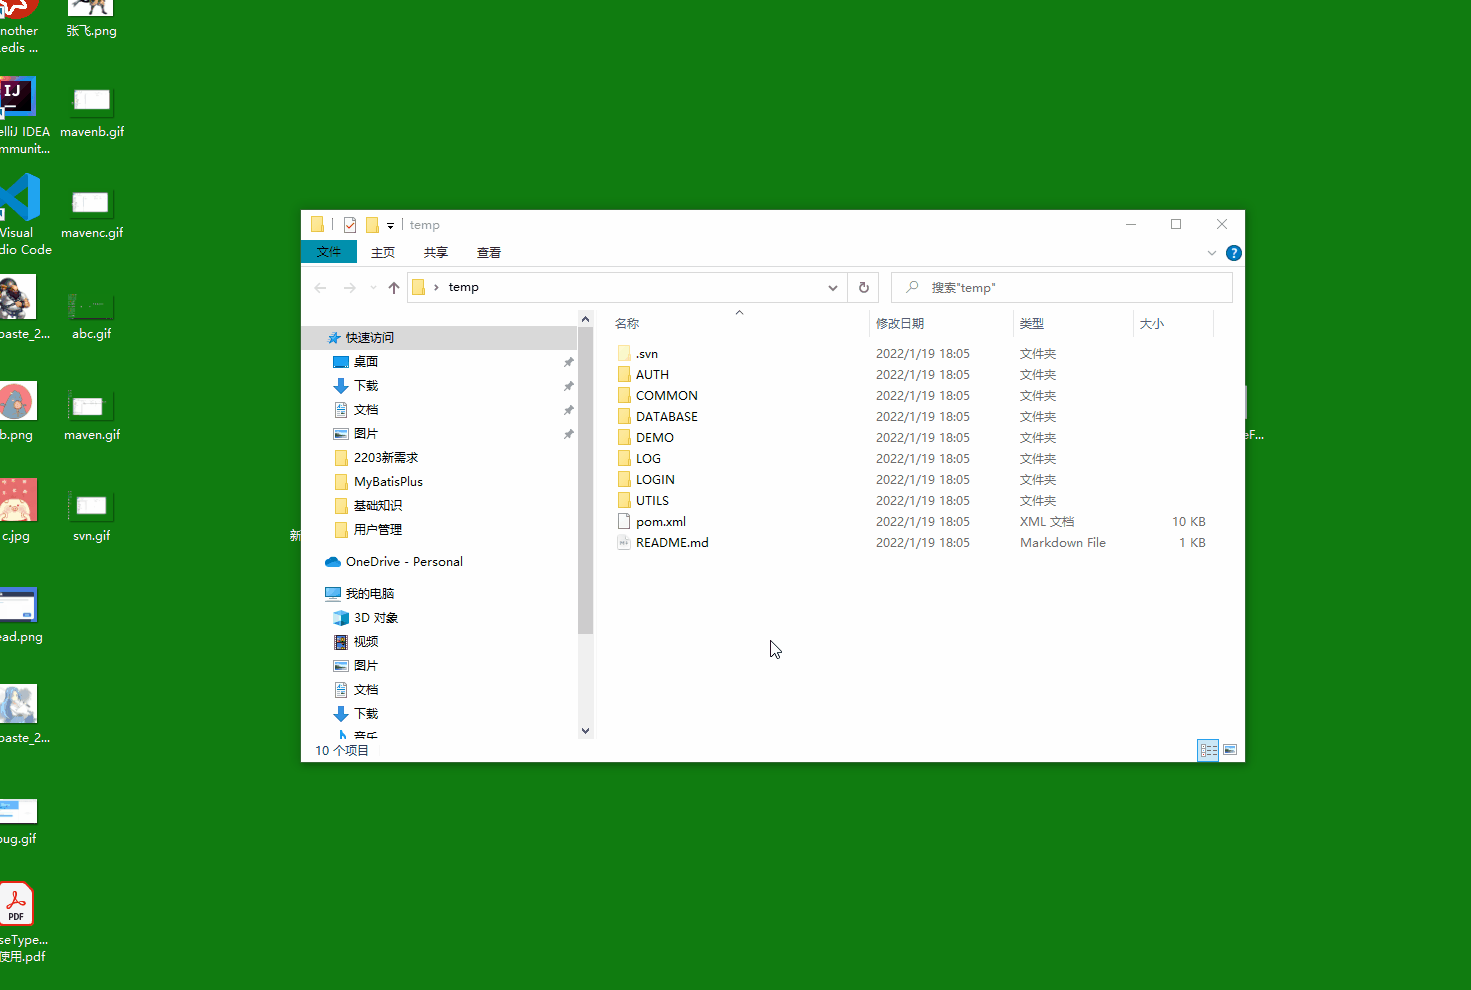 nother
edis ...
张飞.png
IJ
elliJ IDEA
mmunit...
mavenb.gif
Visual
dio Code
mavenc.gif
paste_2...
abc.gif
b.png
maven.gif
c.jpg
svn.gif
ead.png
paste_2...
bug.gif
PDF
seType...
使用.pdf
新
eF...
temp
文件
主页
共享
查看
?
temp
搜索"temp"
快速访问
桌面
下载
文档
图片
2203新需求
MyBatisPlus
基础知识
用户管理
OneDrive - Personal
我的电脑
3D 对象
视频
图片
文档
下载
音乐
名称 修改日期 类型 大小
.svn 2022/1/19 18:05 文件夹
AUTH 2022/1/19 18:05 文件夹
COMMON 2022/1/19 18:05 文件夹
DATABASE 2022/1/19 18:05 文件夹
DEMO 2022/1/19 18:05 文件夹
LOG 2022/1/19 18:05 文件夹
LOGIN 2022/1/19 18:05 文件夹
UTILS 2022/1/19 18:05 文件夹
pom.xml 2022/1/19 18:05 XML 文档 10 KB
README.md 2022/1/19 18:05 Markdown File 1 KB
10 个项目